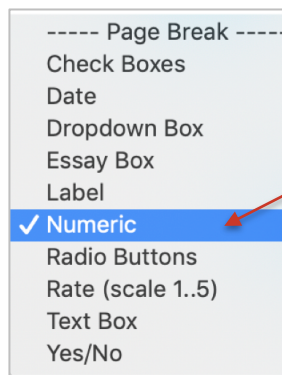 ----- Page Break -----
Check Boxes
Date
Dropdown Box
Essay Box
Label
✓ Numeric
Radio Buttons
Rate (scale 1..5)
Text Box
Yes/No